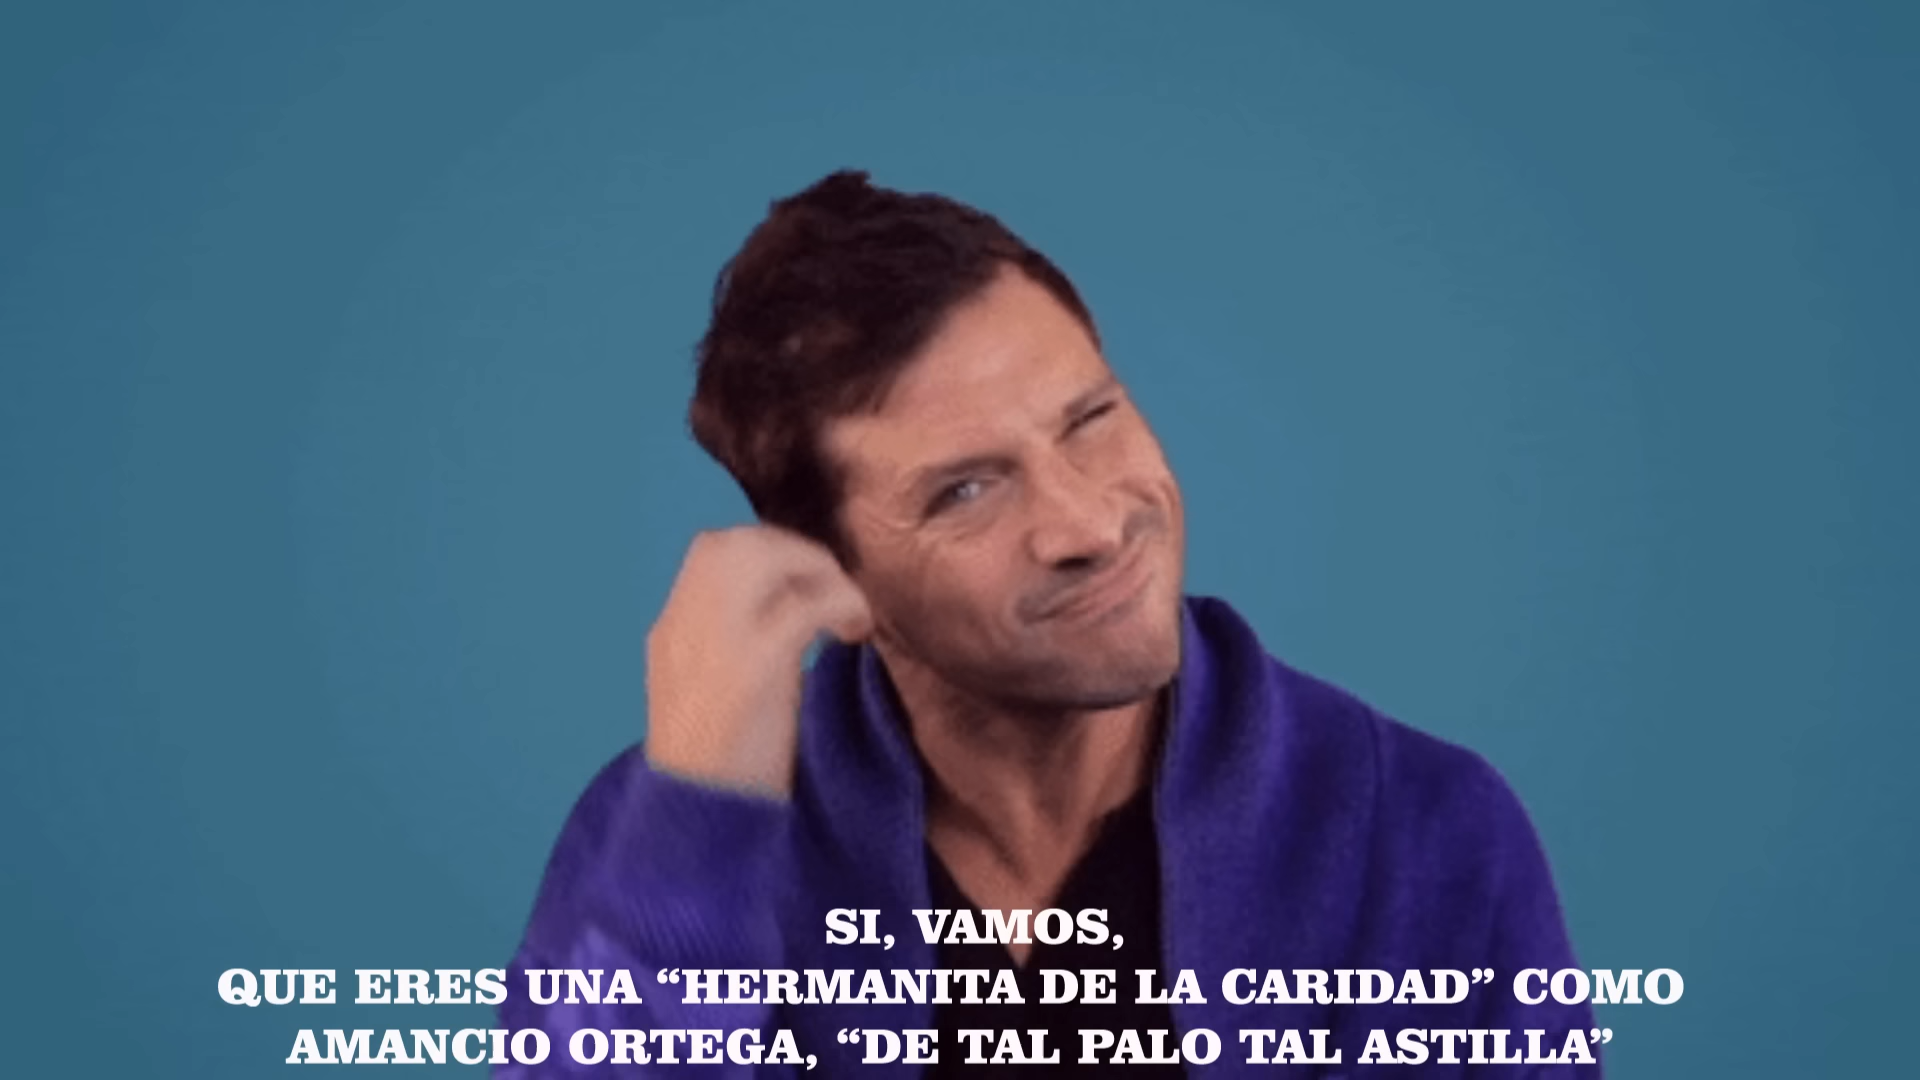 SI, VAMOS,
QUE ERES UNA “HERMANITA DE LA CARIDAD” COMO
AMANCIO ORTEGA, “DE TAL PALO TAL ASTILLA”